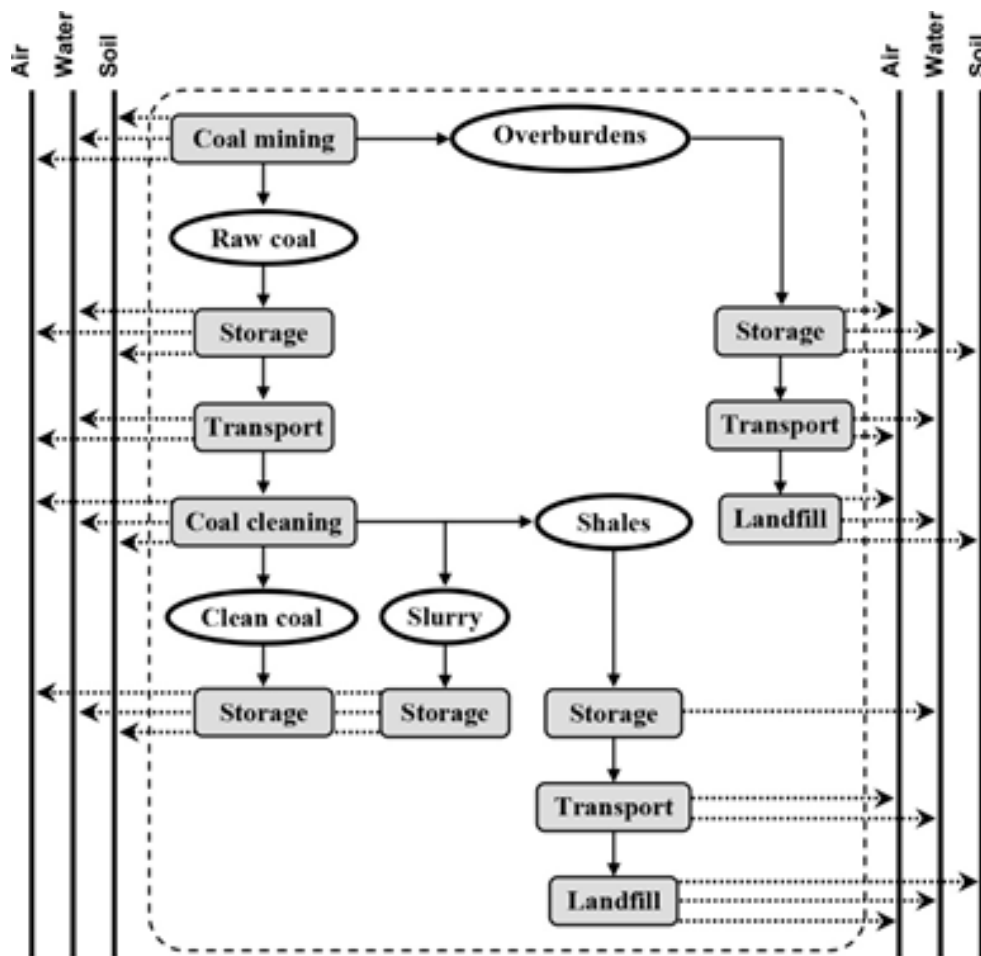 Air
Water
Soil
Air
Water
Soil
Coal mining
Overburdens
Raw coal
Storage
Storage
Transport
Transport
Coal cleaning
Shales
Landfill
Clean coal
Slurry
Storage
Storage
Storage
Transport
Landfill